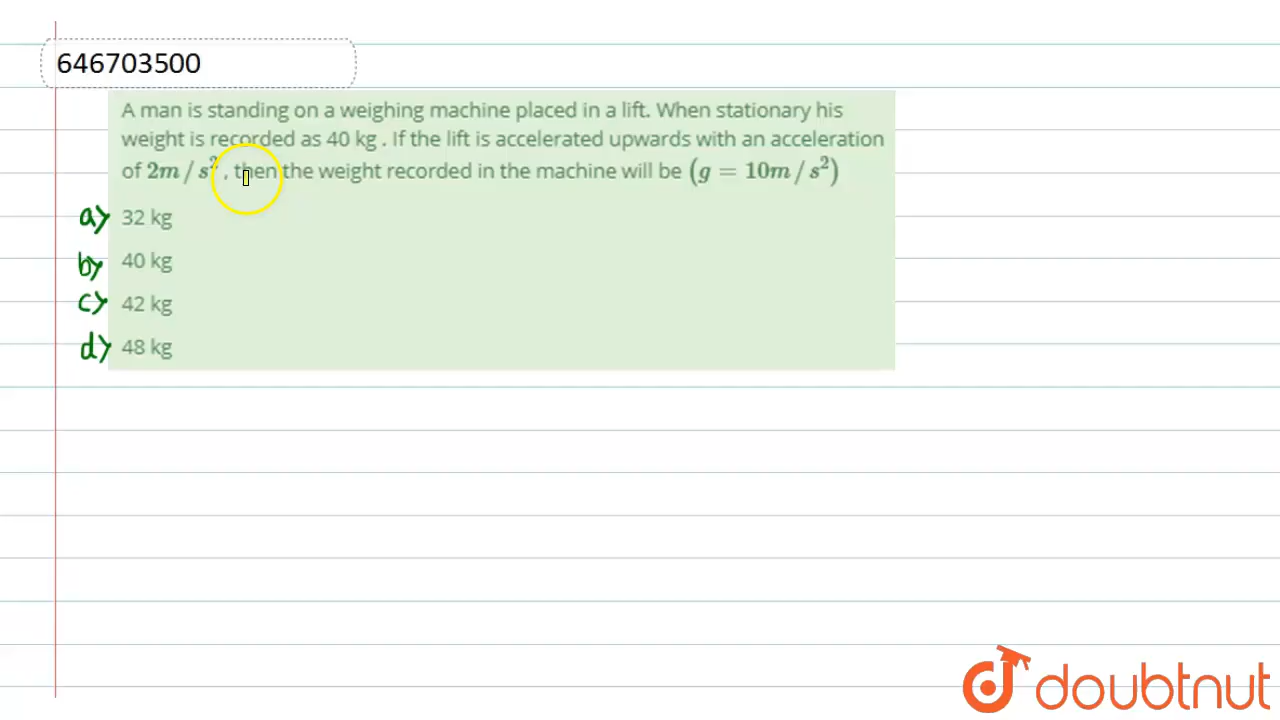 646703500
A man is standing on a weighing machine placed in a lift. When stationary his
weight is recorded as 40 kg . If the lift is accelerated upwards with an acceleration
of 2m / s², then the weight recorded in the machine will be (g = 10m / s²)
a) 32 kg
b) 40 kg
c) 42 kg
d) 48 kg
doubtnut